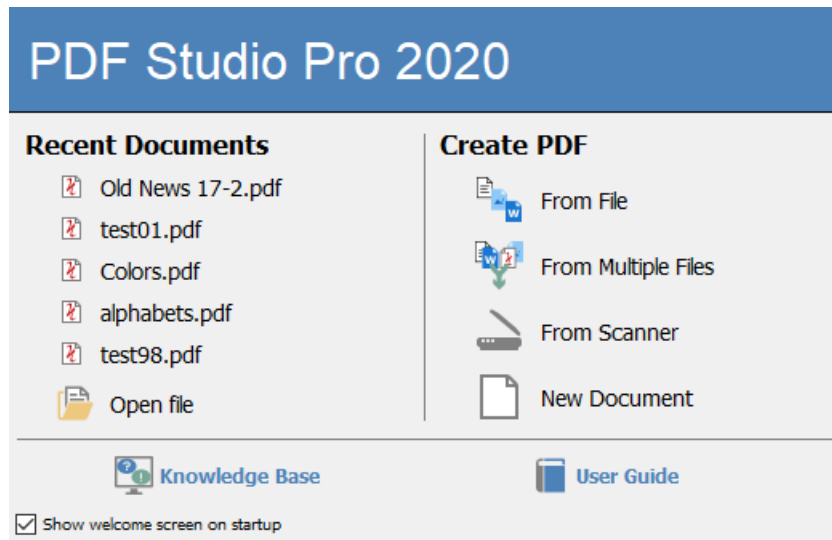 PDF Studio Pro 2020
Recent Documents
Old News 17-2.pdf
test01.pdf
Colors.pdf
alphabets.pdf
test98.pdf
Open file
Create PDF
From File
From Multiple Files
From Scanner
New Document
Knowledge Base
User Guide
Show welcome screen on startup